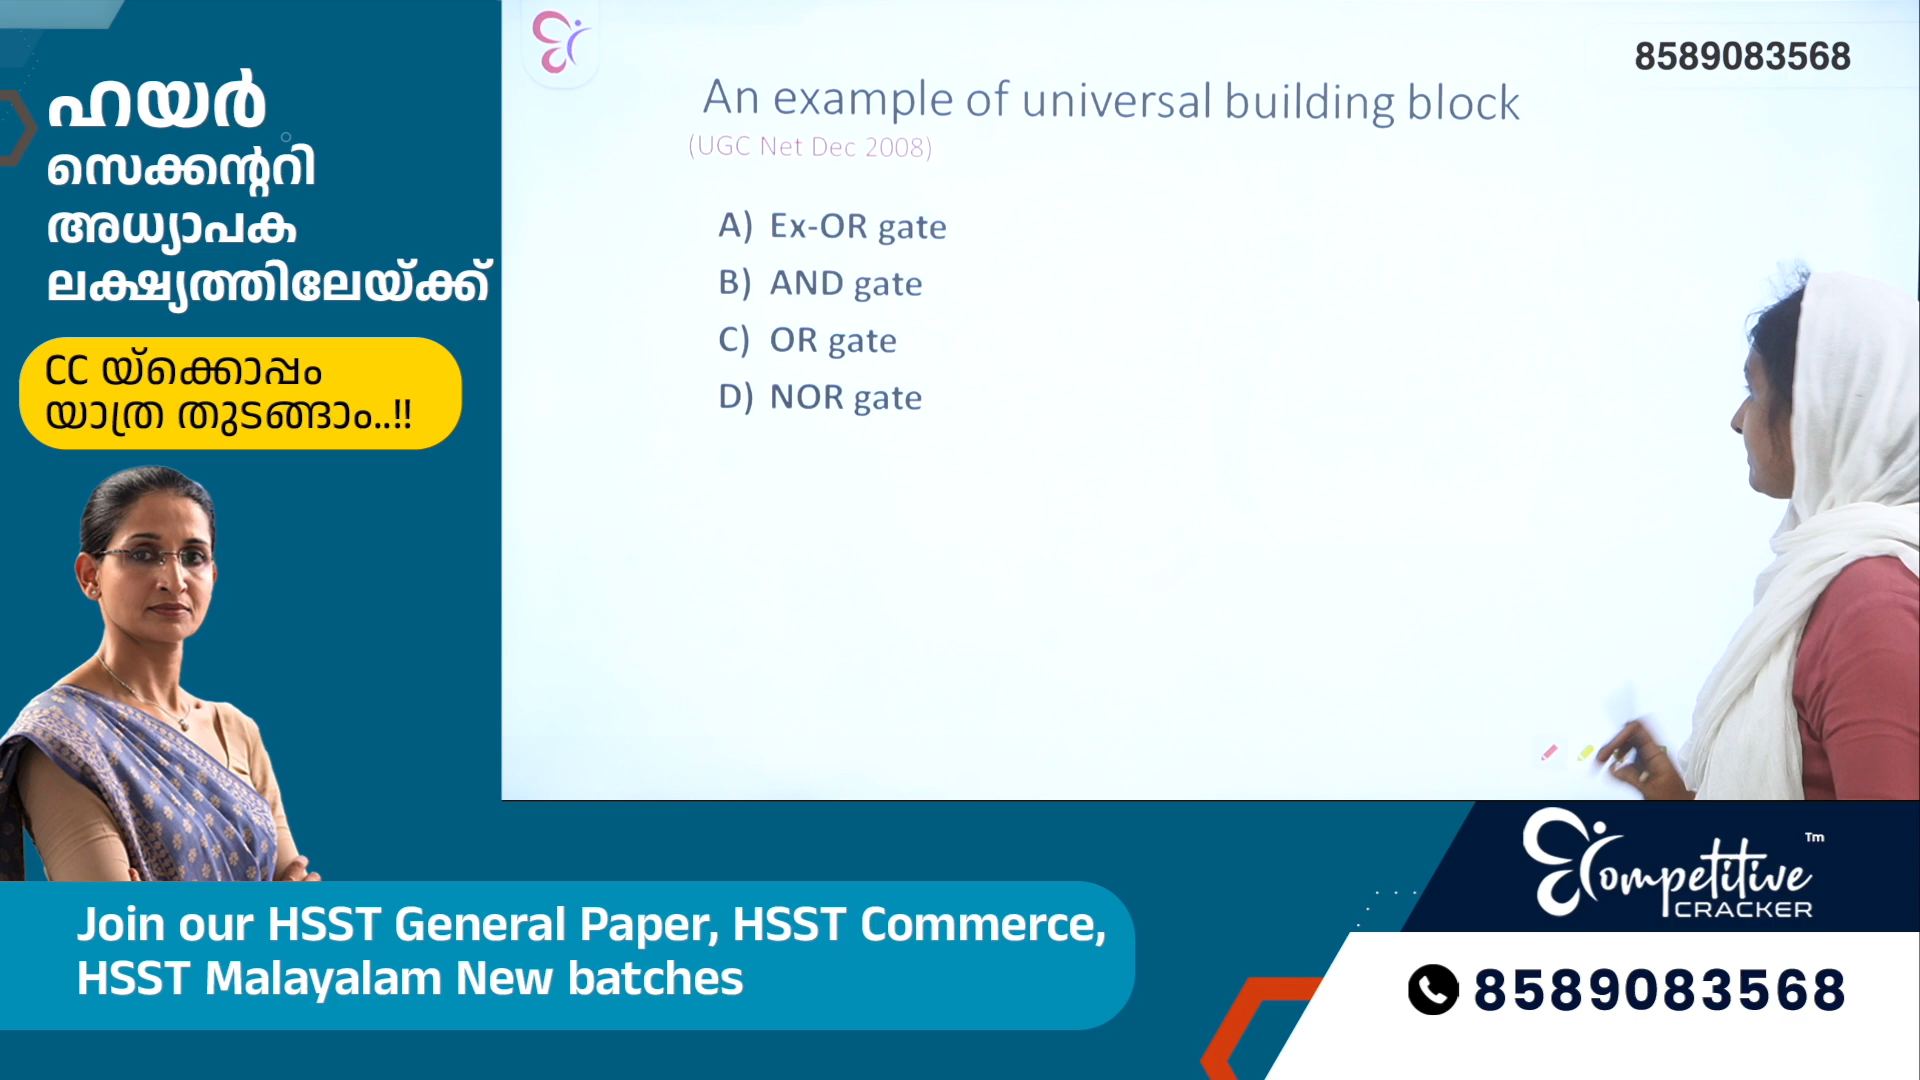 ഹയർ
സെക്കന്ററി
അധ്യാപക
ലക്ഷ്യത്തിലേയ്ക്ക്
CC യ്ക്കൊപ്പം
യാത്ര തുടങ്ങാം..!!
8589083568
An example of universal building block
(UGC Net Dec 2008)
A) Ex-OR gate
B) AND gate
C) OR gate
D) NOR gate
Join our HSST General Paper, HSST Commerce,
HSST Malayalam New batches
Competitive
CRACKER
Tm
8589083568